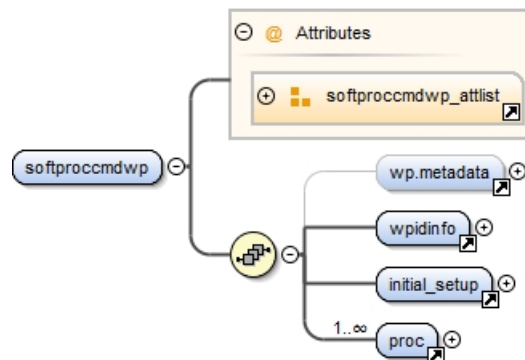 @ Attributes
softproccmdwp_attlist
softproccmdwp
wp.metadata
wpidinfo
initial_setup
1..∞
proc